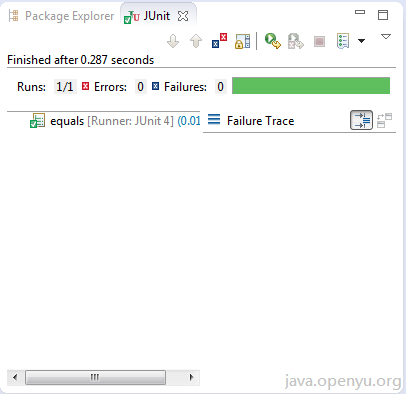 Package Explorer JUnit
Finished after 0.287 seconds
Runs: 1/1 Errors: 0 Failures: 0
equals [Runner: JUnit 4] (0.01
Failure Trace
java.openyu.org